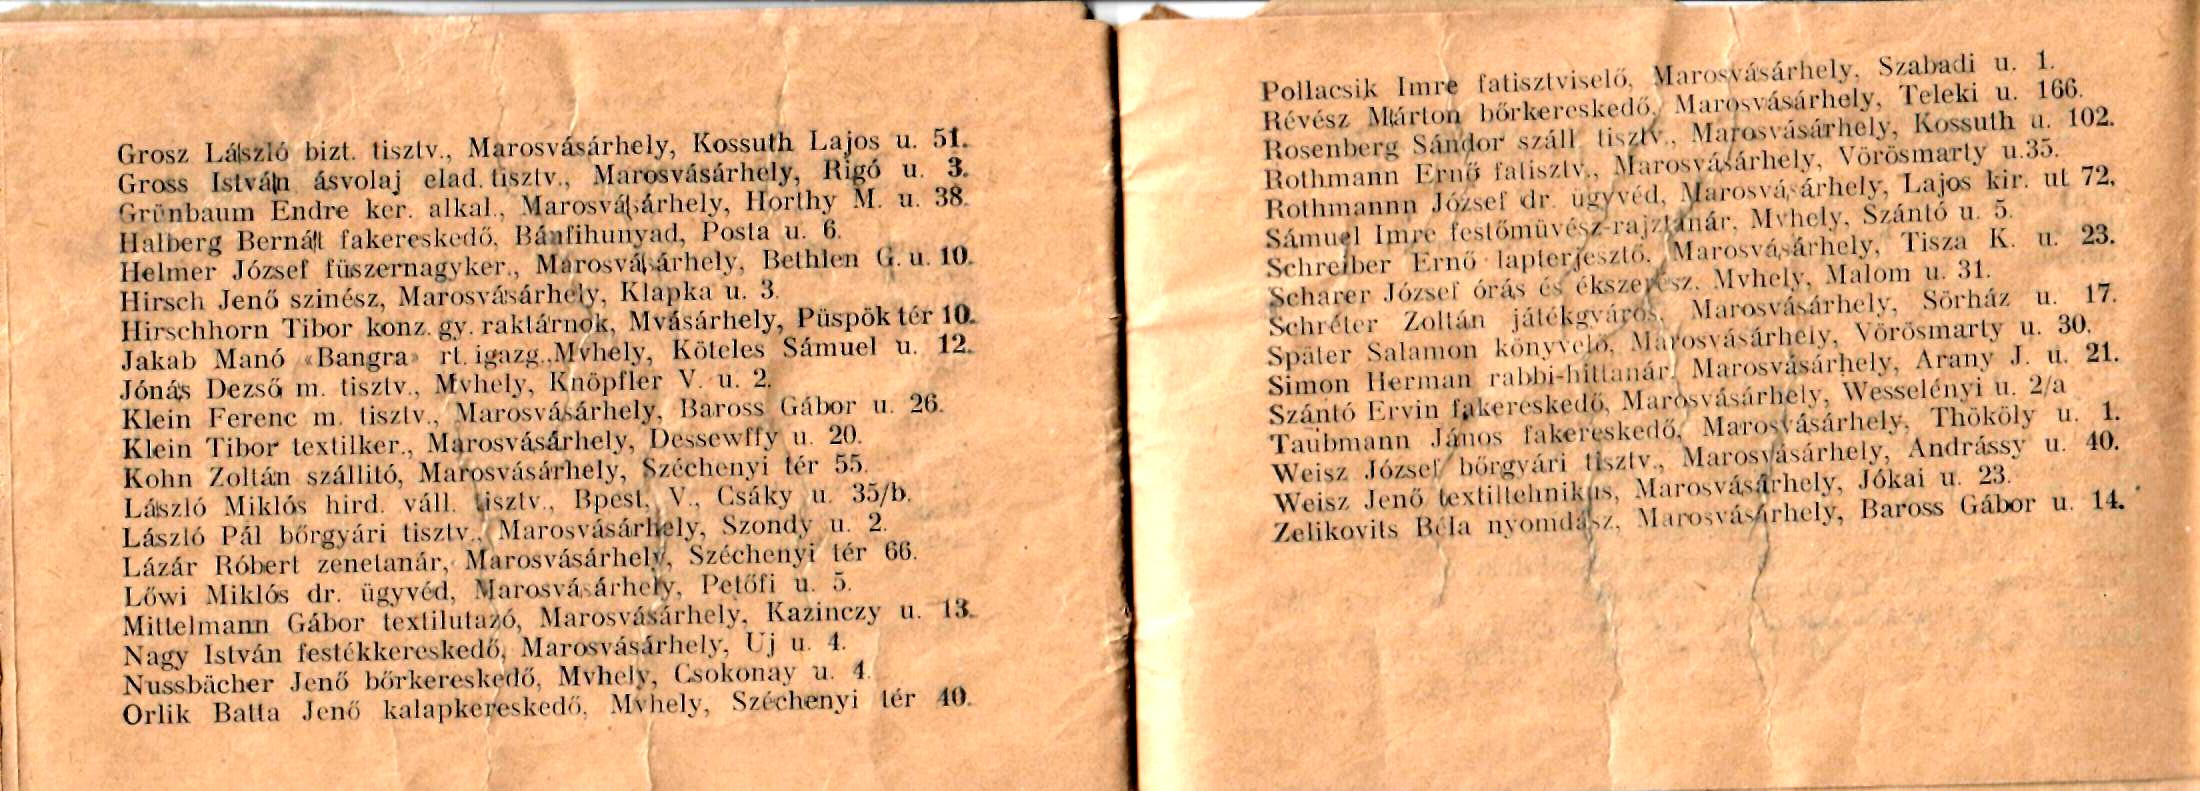 Grosz László bizt. tisztv., Marosvásárhely, Kossuth Lajos u. 51.
Gross István ásvolaj elad. tisztv., Marosvásárhely, Rigó u. 3.
Grünbaum Endre ker. alkal., Marosvásárhely, Horthy M. u. 38.
Halberg Bernát fakereskedő, Bánfihunyad, Posta u. 6.
Helmer József füszernagyker., Marosvásárhely, Bethlen G. u. 10.
Hirsch Jenő szinész, Marosvásárhely, Klapka u. 3.
Hirschhorn Tibor konz. gy. raktárnok, Mvásárhely, Püspök tér 10.
Jakab Manó «Bangra» rt. igazg., Mvhely, Köteles Sámuel u. 12.
Jónás Dezső m. tisztv., Mvhely, Knöpfler V. u. 2.
Klein Ferenc m. tisztv., Marosvásárhely, Baross Gábor u. 26.
Klein Tibor textilker., Marosvásárhely, Dessewffy u. 20.
Kohn Zoltán szállitó, Marosvásárhely, Széchenyi tér 55.
László Miklós hird. váll. tisztv., Bpest, V., Csáky u. 35/b.
László Pál bőrgyári tisztv., Marosvásárhely, Szondy u. 2.
Lázár Róbert zenetanár, Marosvásárhely, Széchenyi tér 66.
Lőwi Miklós dr. ügyvéd, Marosvásárhely, Petőfi u. 5.
Mittelmann Gábor textilutazó, Marosvásárhely, Kazinczy u. 13.
Nagy István festékkereskedő, Marosvásárhely, Uj u. 4.
Nussbächer Jenő bőrkereskedő, Mvhely, Csokonay u. 4.
Orlik Batta Jenő kalapkereskedő, Mvhely, Széchenyi tér 40.
Pollacsik Imre fatisztviselő, Marosvásárhely, Szabadi u. 1.
Révész Márton bőrkereskedő, Marosvásárhely, Teleki u. 166.
Rosenberg Sándor száll. tisztv., Marosvásárhely, Kossuth u. 102.
Rothmann Ernő fatisztv., Marosvásárhely, Vörösmarty u.35.
Rothmannn József dr. ügyvéd, Marosvásárhely, Lajos kir. ut 72.
Sámuel Imre festőmüvész-rajztanár, Mvhely, Szántó u. 5.
Schreiber Ernő lapterjesztő, Marosvásárhely, Tisza K. u. 23.
Scharer József órás és ékszerész, Mvhely, Malom u. 31.
Schréter Zoltán játékgyáros, Marosvásárhely, Sörház u. 17.
Später Salamon könyvelő, Marosvásárhely, Vörösmarty u. 30.
Simon Herman rabbi-hittanár, Marosvásárhely, Arany J. u. 21.
Szántó Ervin fakereskedő, Marosvásárhely, Wesselényi u. 2/a
Taubmann János fakereskedő, Marosvásárhely, Thököly u. 1.
Weisz József bőrgyári tisztv., Marosvásárhely, Andrássy u. 40.
Weisz Jenő textiltehnikus, Marosvásárhely, Jókai u. 23.
Zelikovits Béla nyomdász, Marosvásárhely, Baross Gábor u. 14.